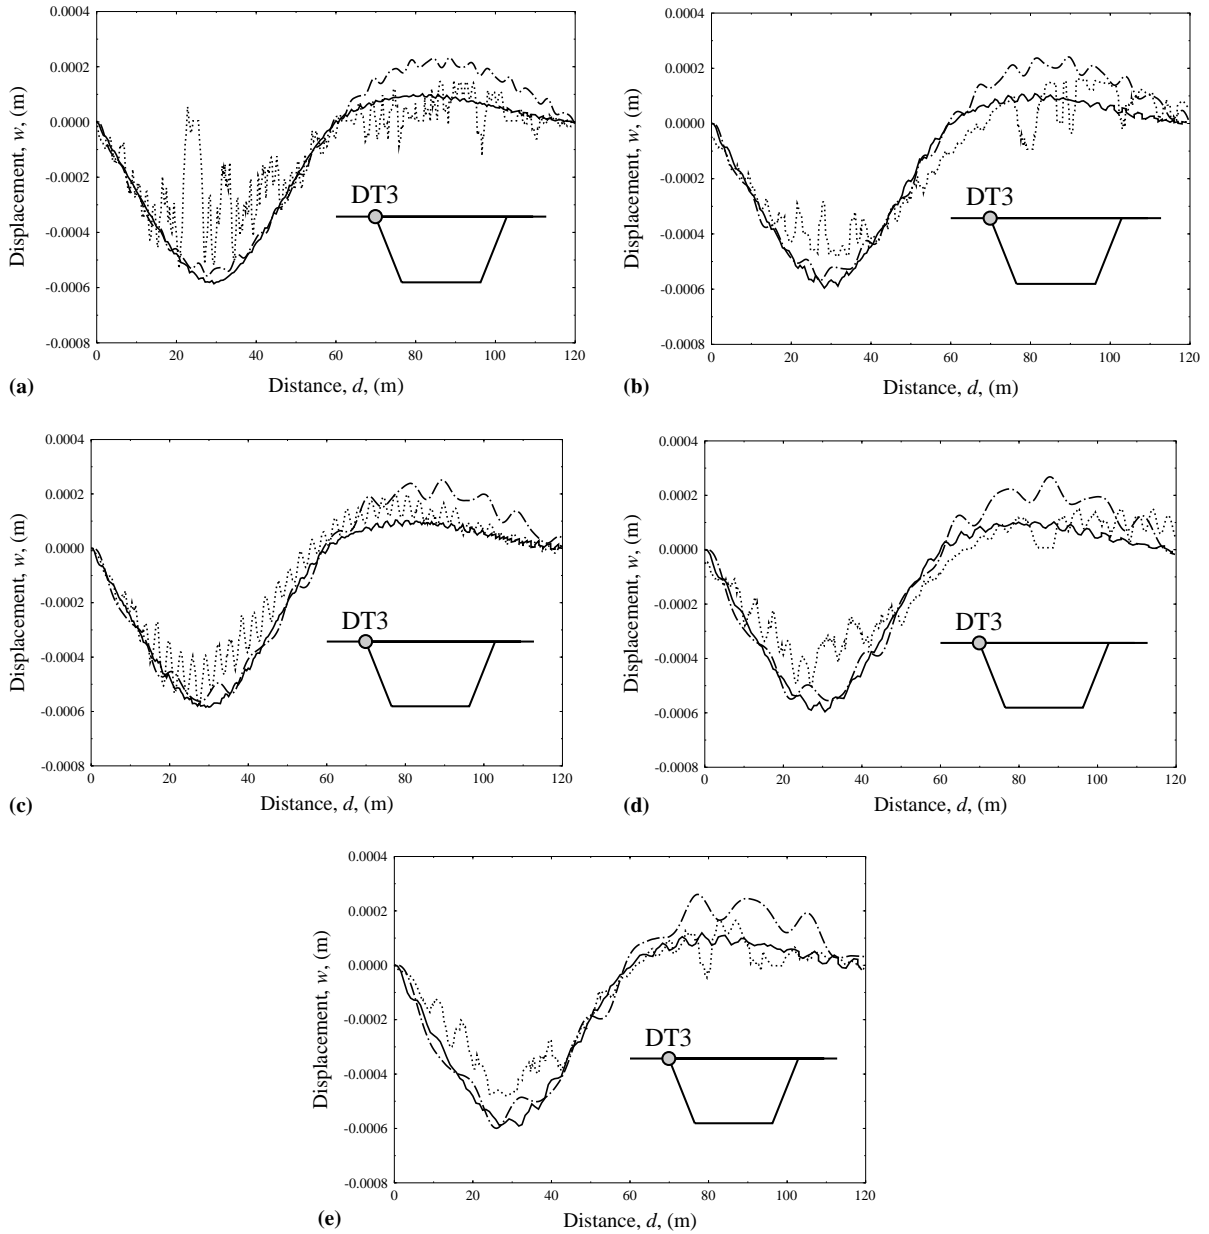 0.0004
0.0002
0.0000
-0.0002
-0.0004
-0.0006
-0.0008
Displacement, w, (m)
DT3
0 20 40 60 80 100 120
(a) Distance, d, (m)
0.0004
0.0002
0.0000
-0.0002
-0.0004
-0.0006
-0.0008
Displacement, w, (m)
DT3
0 20 40 60 80 100 120
(b) Distance, d, (m)
0.0004
0.0002
0.0000
-0.0002
-0.0004
-0.0006
-0.0008
Displacement, w, (m)
DT3
0 20 40 60 80 100 120
(c) Distance, d, (m)
0.0004
0.0002
0.0000
-0.0002
-0.0004
-0.0006
-0.0008
Displacement, w, (m)
DT3
0 20 40 60 80 100 120
(d) Distance, d, (m)
0.0004
0.0002
0.0000
-0.0002
-0.0004
-0.0006
-0.0008
Displacement, w, (m)
DT3
0 20 40 60 80 100 120
(e) Distance, d, (m)